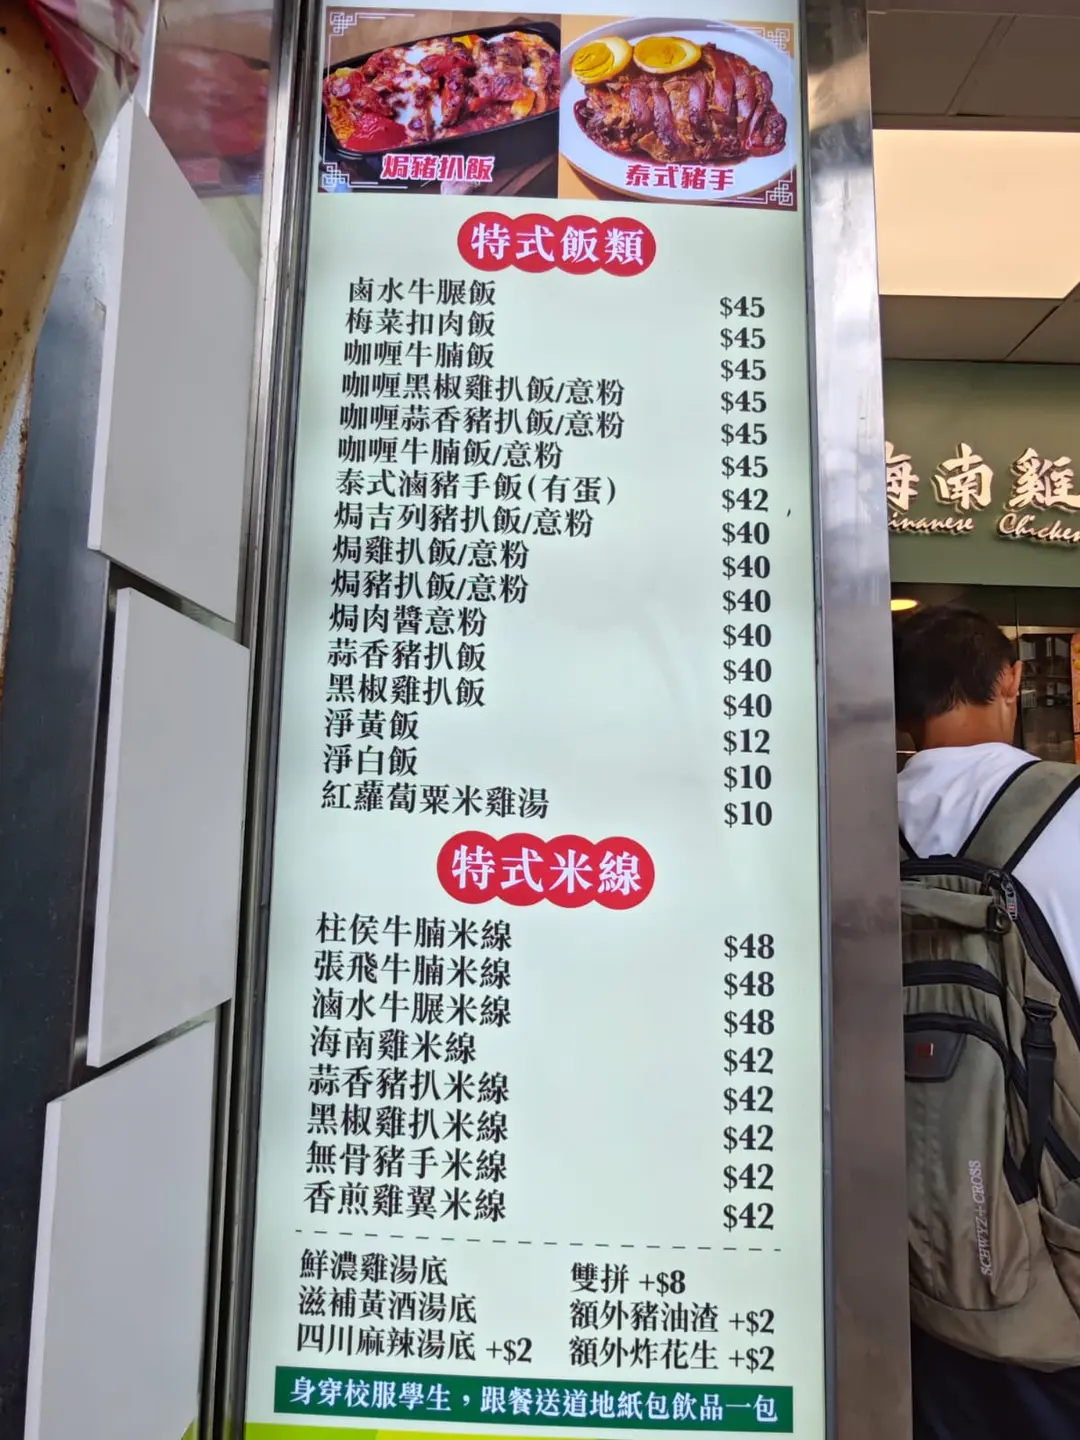 焗豬扒飯
泰式豬手
特式飯類
鹵水牛𦟌飯 $45
梅菜扣肉飯 $45
咖喱牛腩飯 $45
咖喱黑椒雞扒飯/意粉 $45
咖喱蒜香豬扒飯/意粉 $45
咖喱牛腩飯/意粉 $45
泰式滷豬手飯(有蛋) $42
焗吉列豬扒飯/意粉 $40
焗雞扒飯/意粉 $40
焗豬扒飯/意粉 $40
焗肉醬意粉 $40
蒜香豬扒飯 $40
黑椒雞扒飯 $40
淨黃飯 $12
淨白飯 $10
紅蘿蔔粟米雞湯 $10
特式米線
柱侯牛腩米線 $48
張飛牛腩米線 $48
滷水牛𦟌米線 $48
海南雞米線 $42
蒜香豬扒米線 $42
黑椒雞扒米線 $42
無骨豬手米線 $42
香煎雞翼米線 $42
鮮濃雞湯底
滋補黃酒湯底
四川麻辣湯底 +$2
雙拼 +$8
額外豬油渣 +$2
額外炸花生 +$2
身穿校服學生，跟餐送道地紙包飲品一包
海南雞
inanese Chicken
SCHWYZ+CROSS